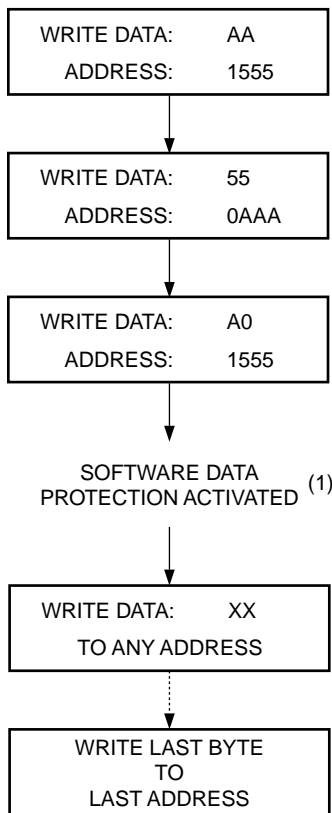 WRITE DATA: AA
ADDRESS: 1555
WRITE DATA: 55
ADDRESS: 0AAA
WRITE DATA: A0
ADDRESS: 1555
SOFTWARE DATA
PROTECTION ACTIVATED (1)
WRITE DATA: XX
TO ANY ADDRESS
WRITE LAST BYTE
TO
LAST ADDRESS